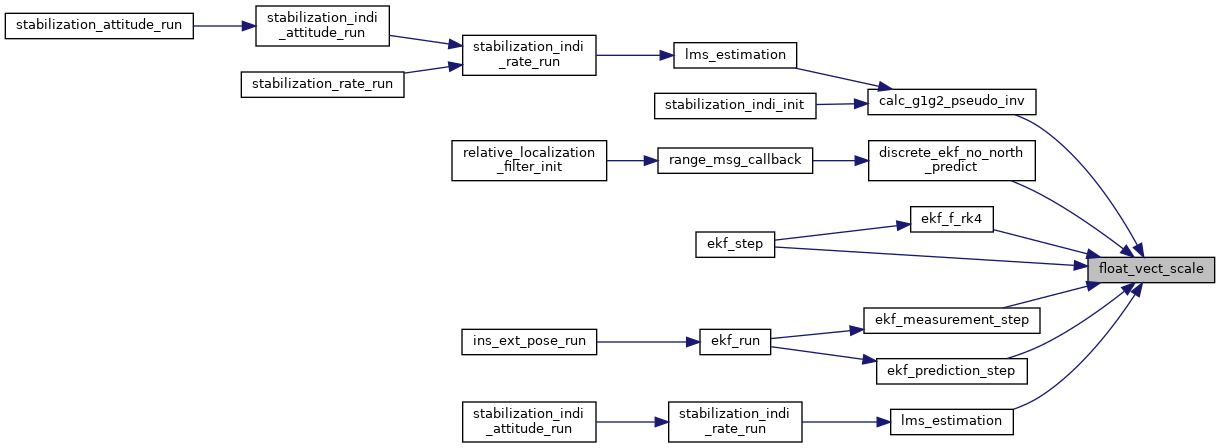 stabilization_attitude_run
stabilization_indi
_attitude_run
stabilization_rate_run
stabilization_indi
_rate_run
lms_estimation
stabilization_indi_init
calc_g1g2_pseudo_inv
relative_localization
_filter_init
range_msg_callback
discrete_ekf_no_north
_predict
ekf_step
ekf_f_rk4
float_vect_scale
ins_ext_pose_run
ekf_run
ekf_measurement_step
ekf_prediction_step
stabilization_indi
_attitude_run
stabilization_indi
_rate_run
lms_estimation